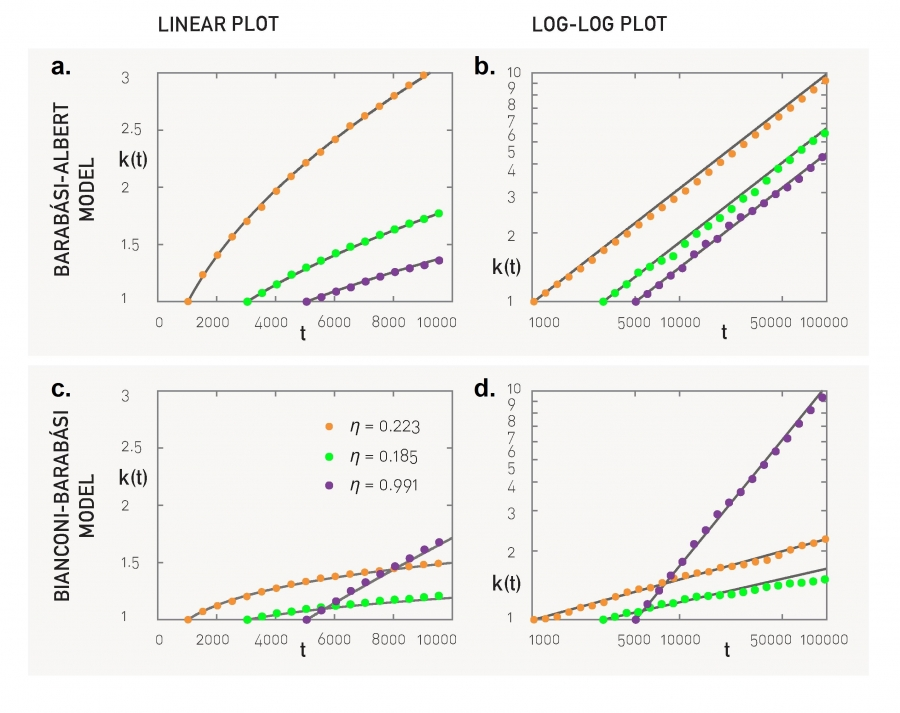 LINEAR PLOT
LOG-LOG PLOT
BARABÁSI-ALBERT
MODEL
a.
3
2.5
k(t)
2
1.5
1
0 2000 4000 6000 8000 10000
t
b.
10
9
8
7
6
5
4
3
2
k(t)
1
1000 5000 10000 50000 100000
t
BIANCONI-BARABÁSI
MODEL
c.
3
2.5
k(t)
2
1.5
1
η = 0.223
η = 0.185
η = 0.991
0 2000 4000 6000 8000 10000
t
d.
10
9
8
7
6
5
4
3
2
k(t)
1
1000 5000 10000 50000 100000
t